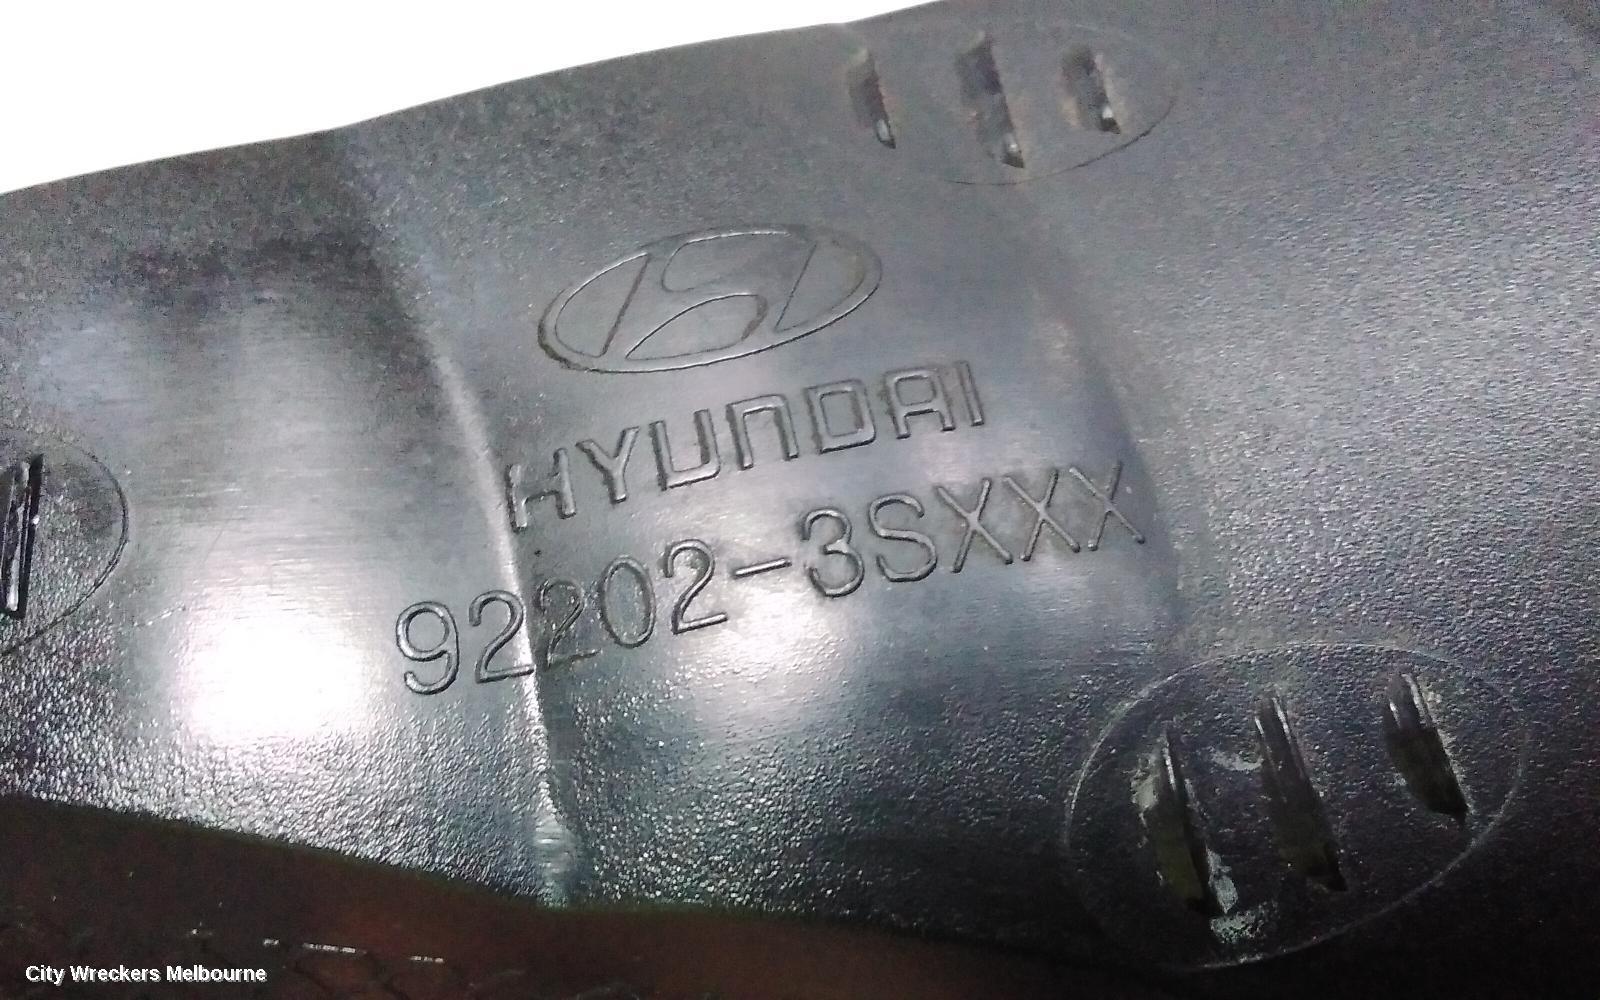 HYUNDAI
92202-3SXXX
City Wreckers Melbourne